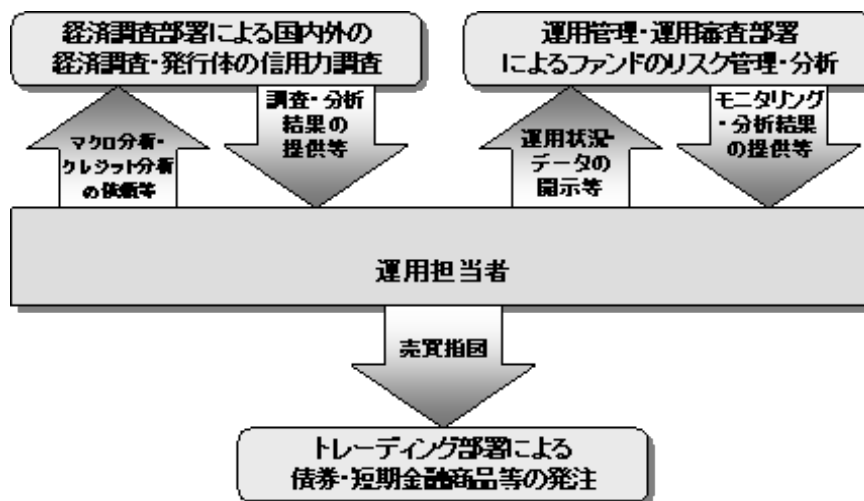 経済調査部署による国内外の
経済調査・発行体の信用力調査
運用管理・運用審査部署
によるファンドのリスク管理・分析
マクロ分析・
クレジット分析
の依頼等
調査・分析
結果の
提供等
運用状況・
データの
開示等
モニタリング
・分析結果
の提供等
運用担当者
売買指図
トレーディング部署による
債券・短期金融商品等の発注